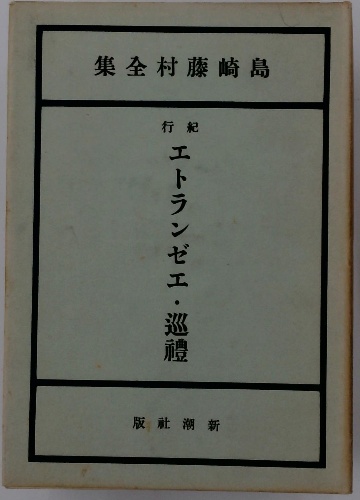 島崎藤村全集
紀行
エトランゼエ・巡禮
新潮社版